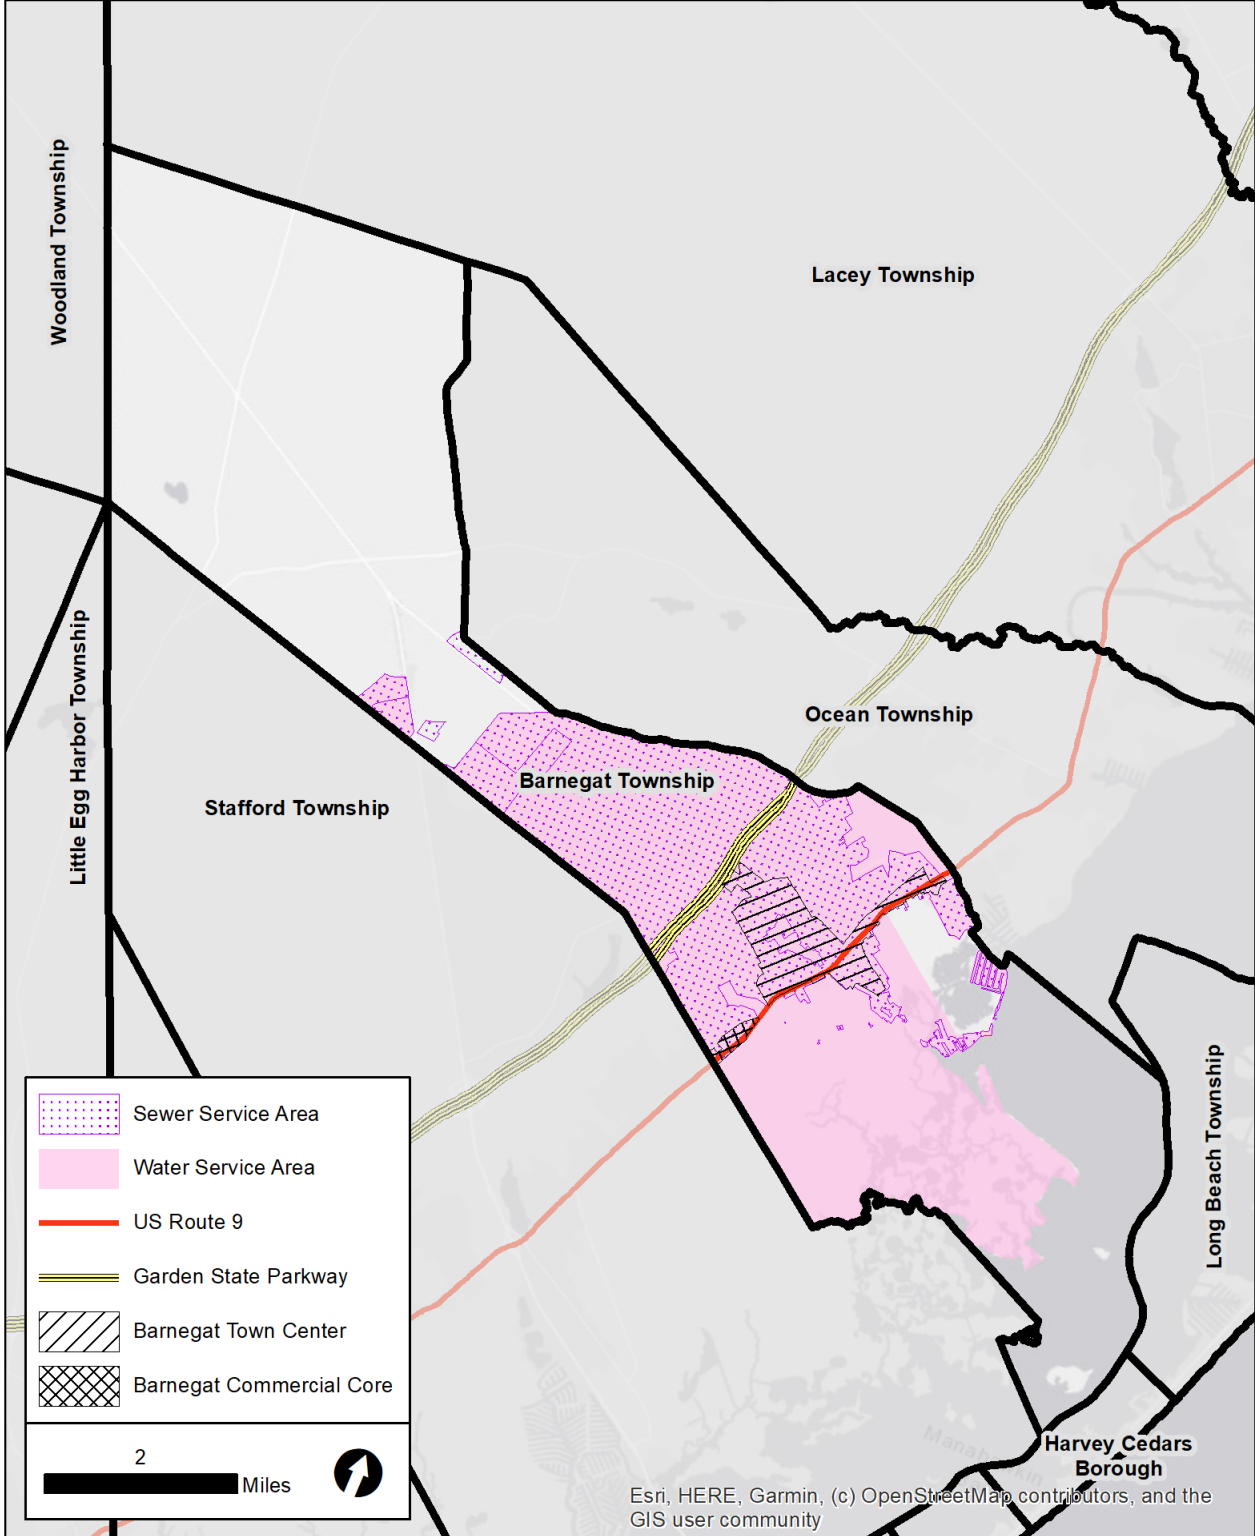 Woodland Township
Lacey Township
Little Egg Harbor Township
Ocean Township
Barnegat Township
Stafford Township
Long Beach Township
Sewer Service Area
Water Service Area
US Route 9
Garden State Parkway
Barnegat Town Center
Barnegat Commercial Core
2
Miles
Harvey Cedars
Borough
Esri, HERE, Garmin, (c) OpenStreetMap contributors, and the
GIS user community